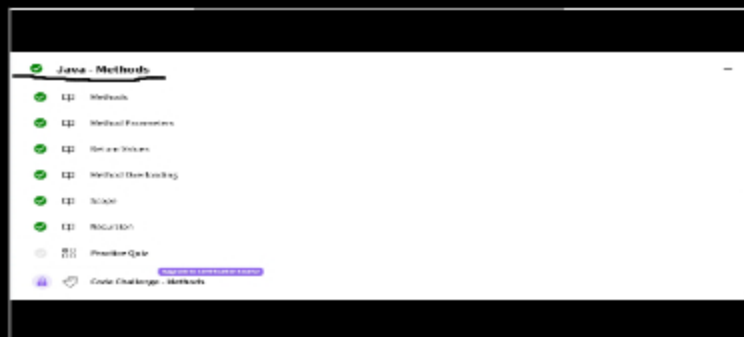 Java - Methods
Methods
Method Parameters
Return Values
Method Overloading
Scope
Recursion
Practice Quiz
Code Challenge - Methods